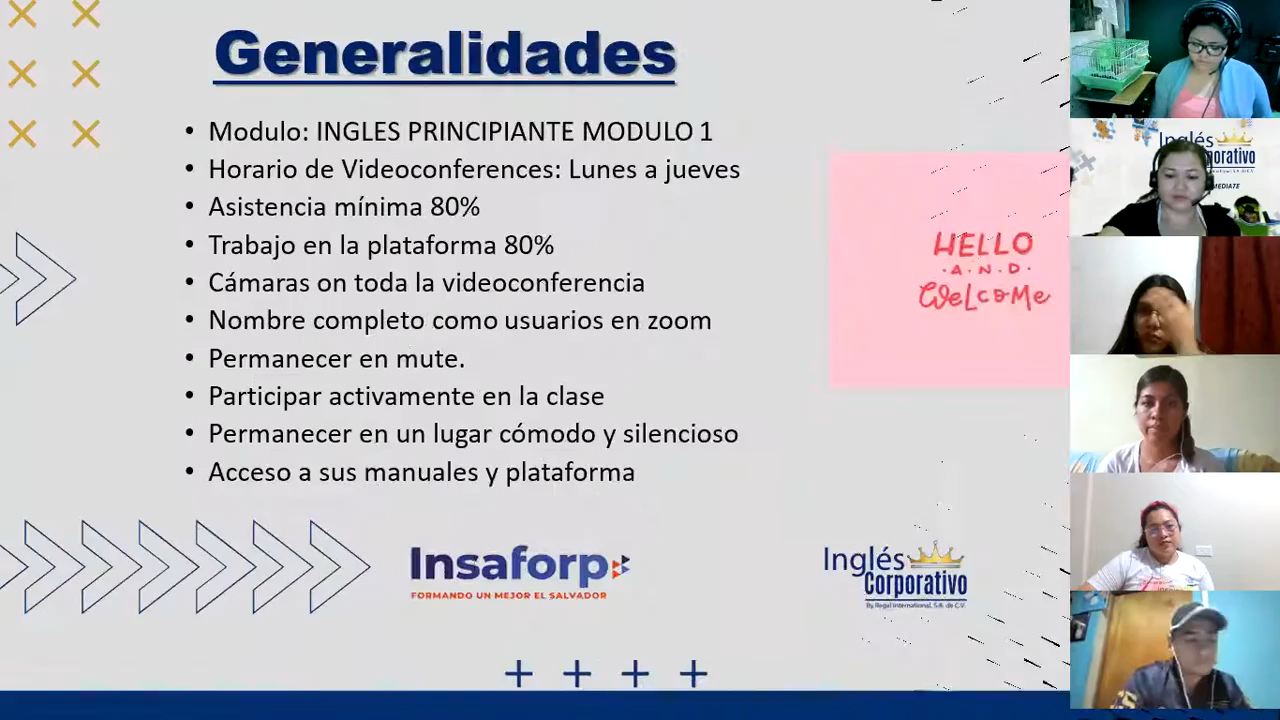 Generalidades
• Modulo: INGLES PRINCIPIANTE MODULO 1
• Horario de Videoconferences: Lunes a jueves
• Asistencia mínima 80%
• Trabajo en la plataforma 80%
• Cámaras on toda la videoconferencia
• Nombre completo como usuarios en zoom
• Permanecer en mute.
• Participar activamente en la clase
• Permanecer en un lugar cómodo y silencioso
• Acceso a sus manuales y plataforma
HELLO
·A·N·D·
WeLcoMe
Insaforp
FORMANDO UN MEJOR EL SALVADOR
Inglés
Corporativo
By Regal International, S.A. de C.V.
Inglés